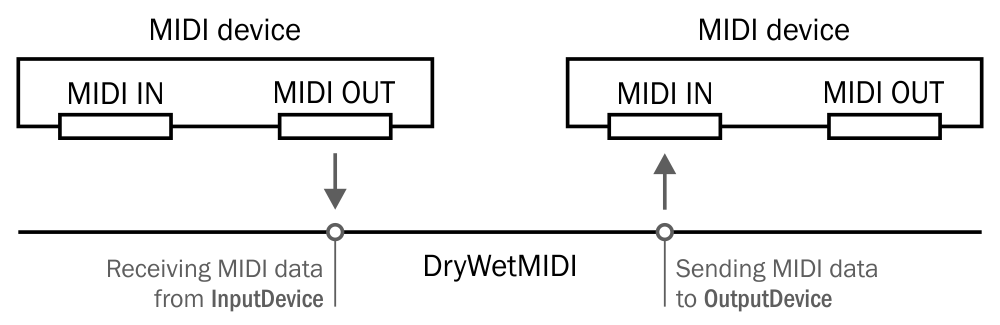 MIDI device
MIDI device
MIDI IN
MIDI OUT
MIDI IN
MIDI OUT
DryWetMIDI
Receiving MIDI data
from InputDevice
Sending MIDI data
to OutputDevice